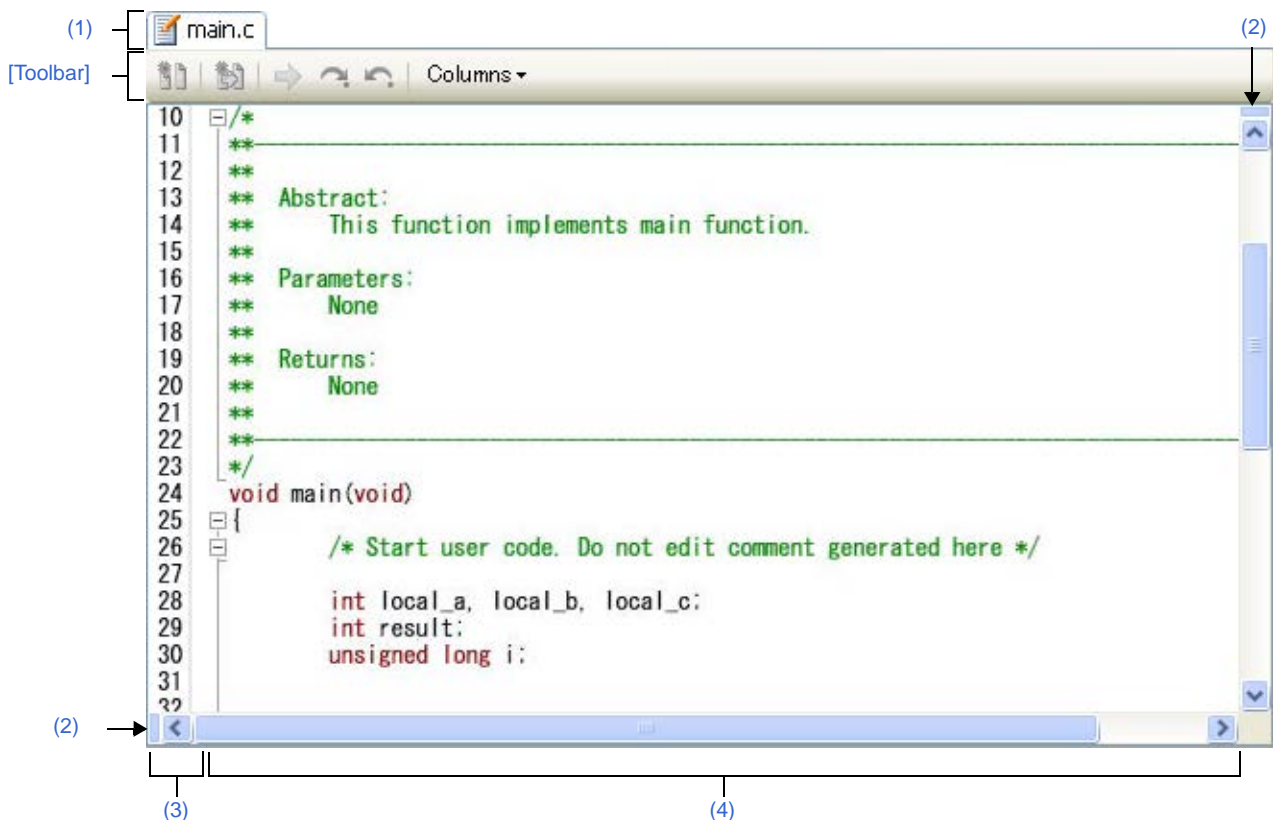 (1)
main.c
(2)
[Toolbar]
Columns
10 /*
11 **
12 **
13 ** Abstract:
14 ** This function implements main function.
15 **
16 ** Parameters:
17 ** None
18 **
19 ** Returns:
20 ** None
21 **
22 **
23 */
24 void main(void)
25 {
26 /* Start user code. Do not edit comment generated here */
27
28 int local_a, local_b, local_c;
29 int result;
30 unsigned long i;
31
32
(2)
(3)
(4)